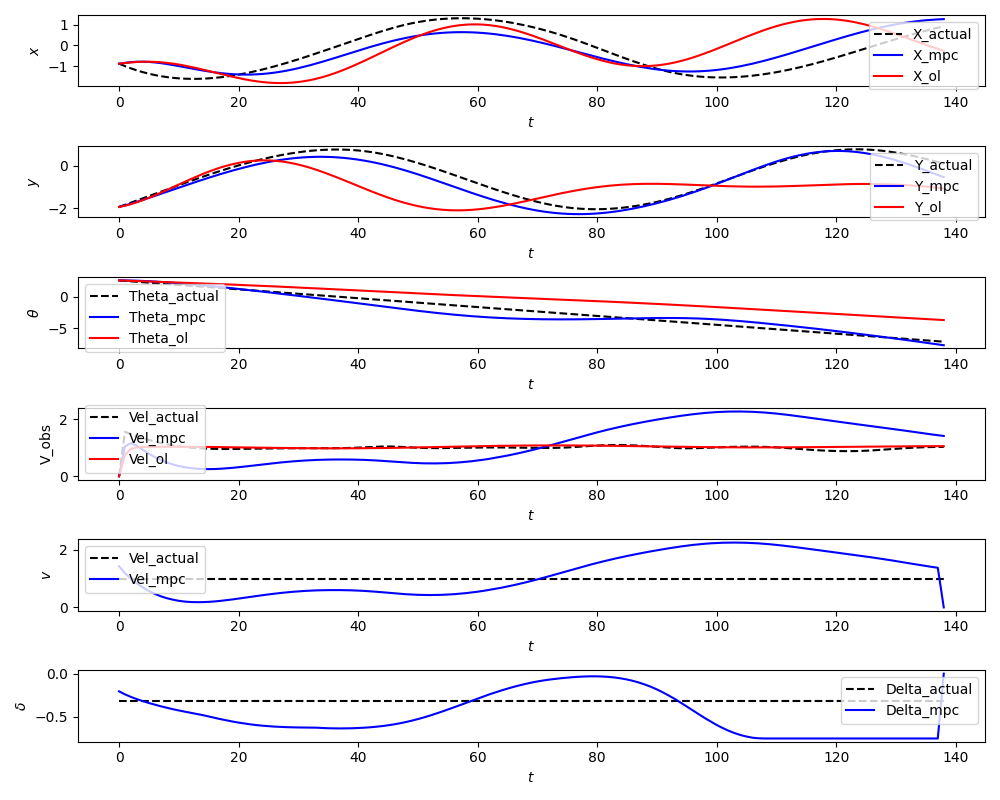 x
1
0
−1
X_actual
X_mpc
X_ol
0 20 40 60 80 100 120 140
t
y
0
−2
Y_actual
Y_mpc
Y_ol
0 20 40 60 80 100 120 140
t
θ
0
−5
Theta_actual
Theta_mpc
Theta_ol
0 20 40 60 80 100 120 140
t
V_obs
2
0
Vel_actual
Vel_mpc
Vel_ol
0 20 40 60 80 100 120 140
t
v
2
0
Vel_actual
Vel_mpc
0 20 40 60 80 100 120 140
t
δ
0.0
−0.5
Delta_actual
Delta_mpc
0 20 40 60 80 100 120 140
t